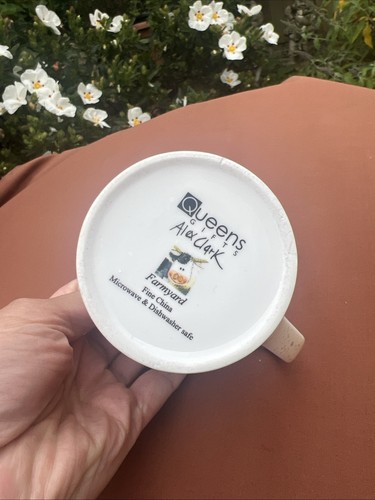 Queens
GIFTS
Alex Clark
Farmyard
Fine China
Microwave & Dishwasher safe